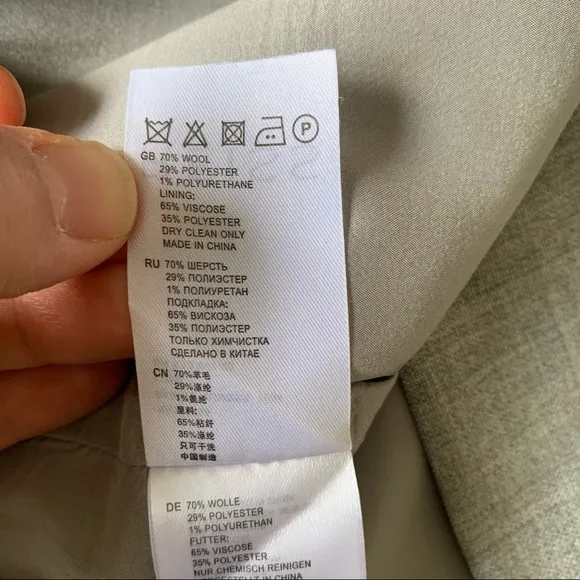 P
GB 70% WOOL
29% POLYESTER
1% POLYURETHANE
LINING:
65% VISCOSE
35% POLYESTER
DRY CLEAN ONLY
MADE IN CHINA
RU 70% ШЕРСТЬ
29% ПОЛИЭСТЕР
1% ПОЛИУРЕТАН
ПОДКЛАДКА:
65% ВИСКОЗА
35% ПОЛИЭСТЕР
ТОЛЬКО ХИМЧИСТКА
СДЕЛАНО В КИТАЕ
CN 70%羊毛
29%涤纶
1%氨纶
里料:
65%粘纤
35%涤纶
只可干洗
中国制造
DE 70% WOLLE
29% POLYESTER
1% POLYURETHAN
FUTTER:
65% VISCOSE
35% POLYESTER
NUR CHEMISCH REINIGEN
IN CHINA